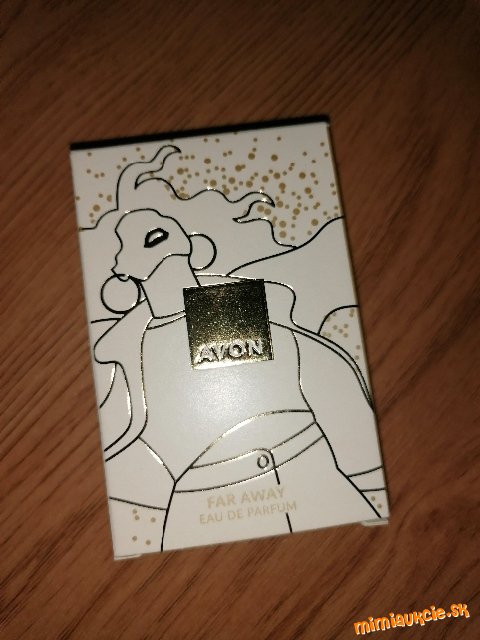 AVON
FAR AWAY
EAU DE PARFUM
mimiaukcie.sk